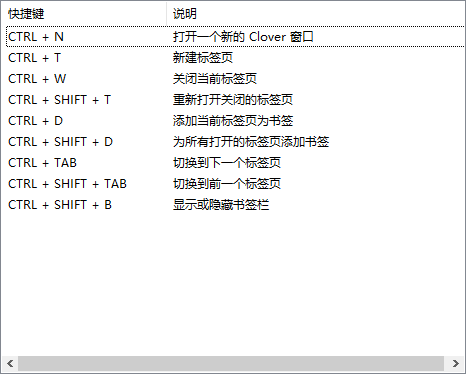 快捷键 说明
CTRL + N 打开一个新的 Clover 窗口
CTRL + T 新建标签页
CTRL + W 关闭当前标签页
CTRL + SHIFT + T 重新打开关闭的标签页
CTRL + D 添加当前标签页为书签
CTRL + SHIFT + D 为所有打开的标签页添加书签
CTRL + TAB 切换到下一个标签页
CTRL + SHIFT + TAB 切换到前一个标签页
CTRL + SHIFT + B 显示或隐藏书签栏